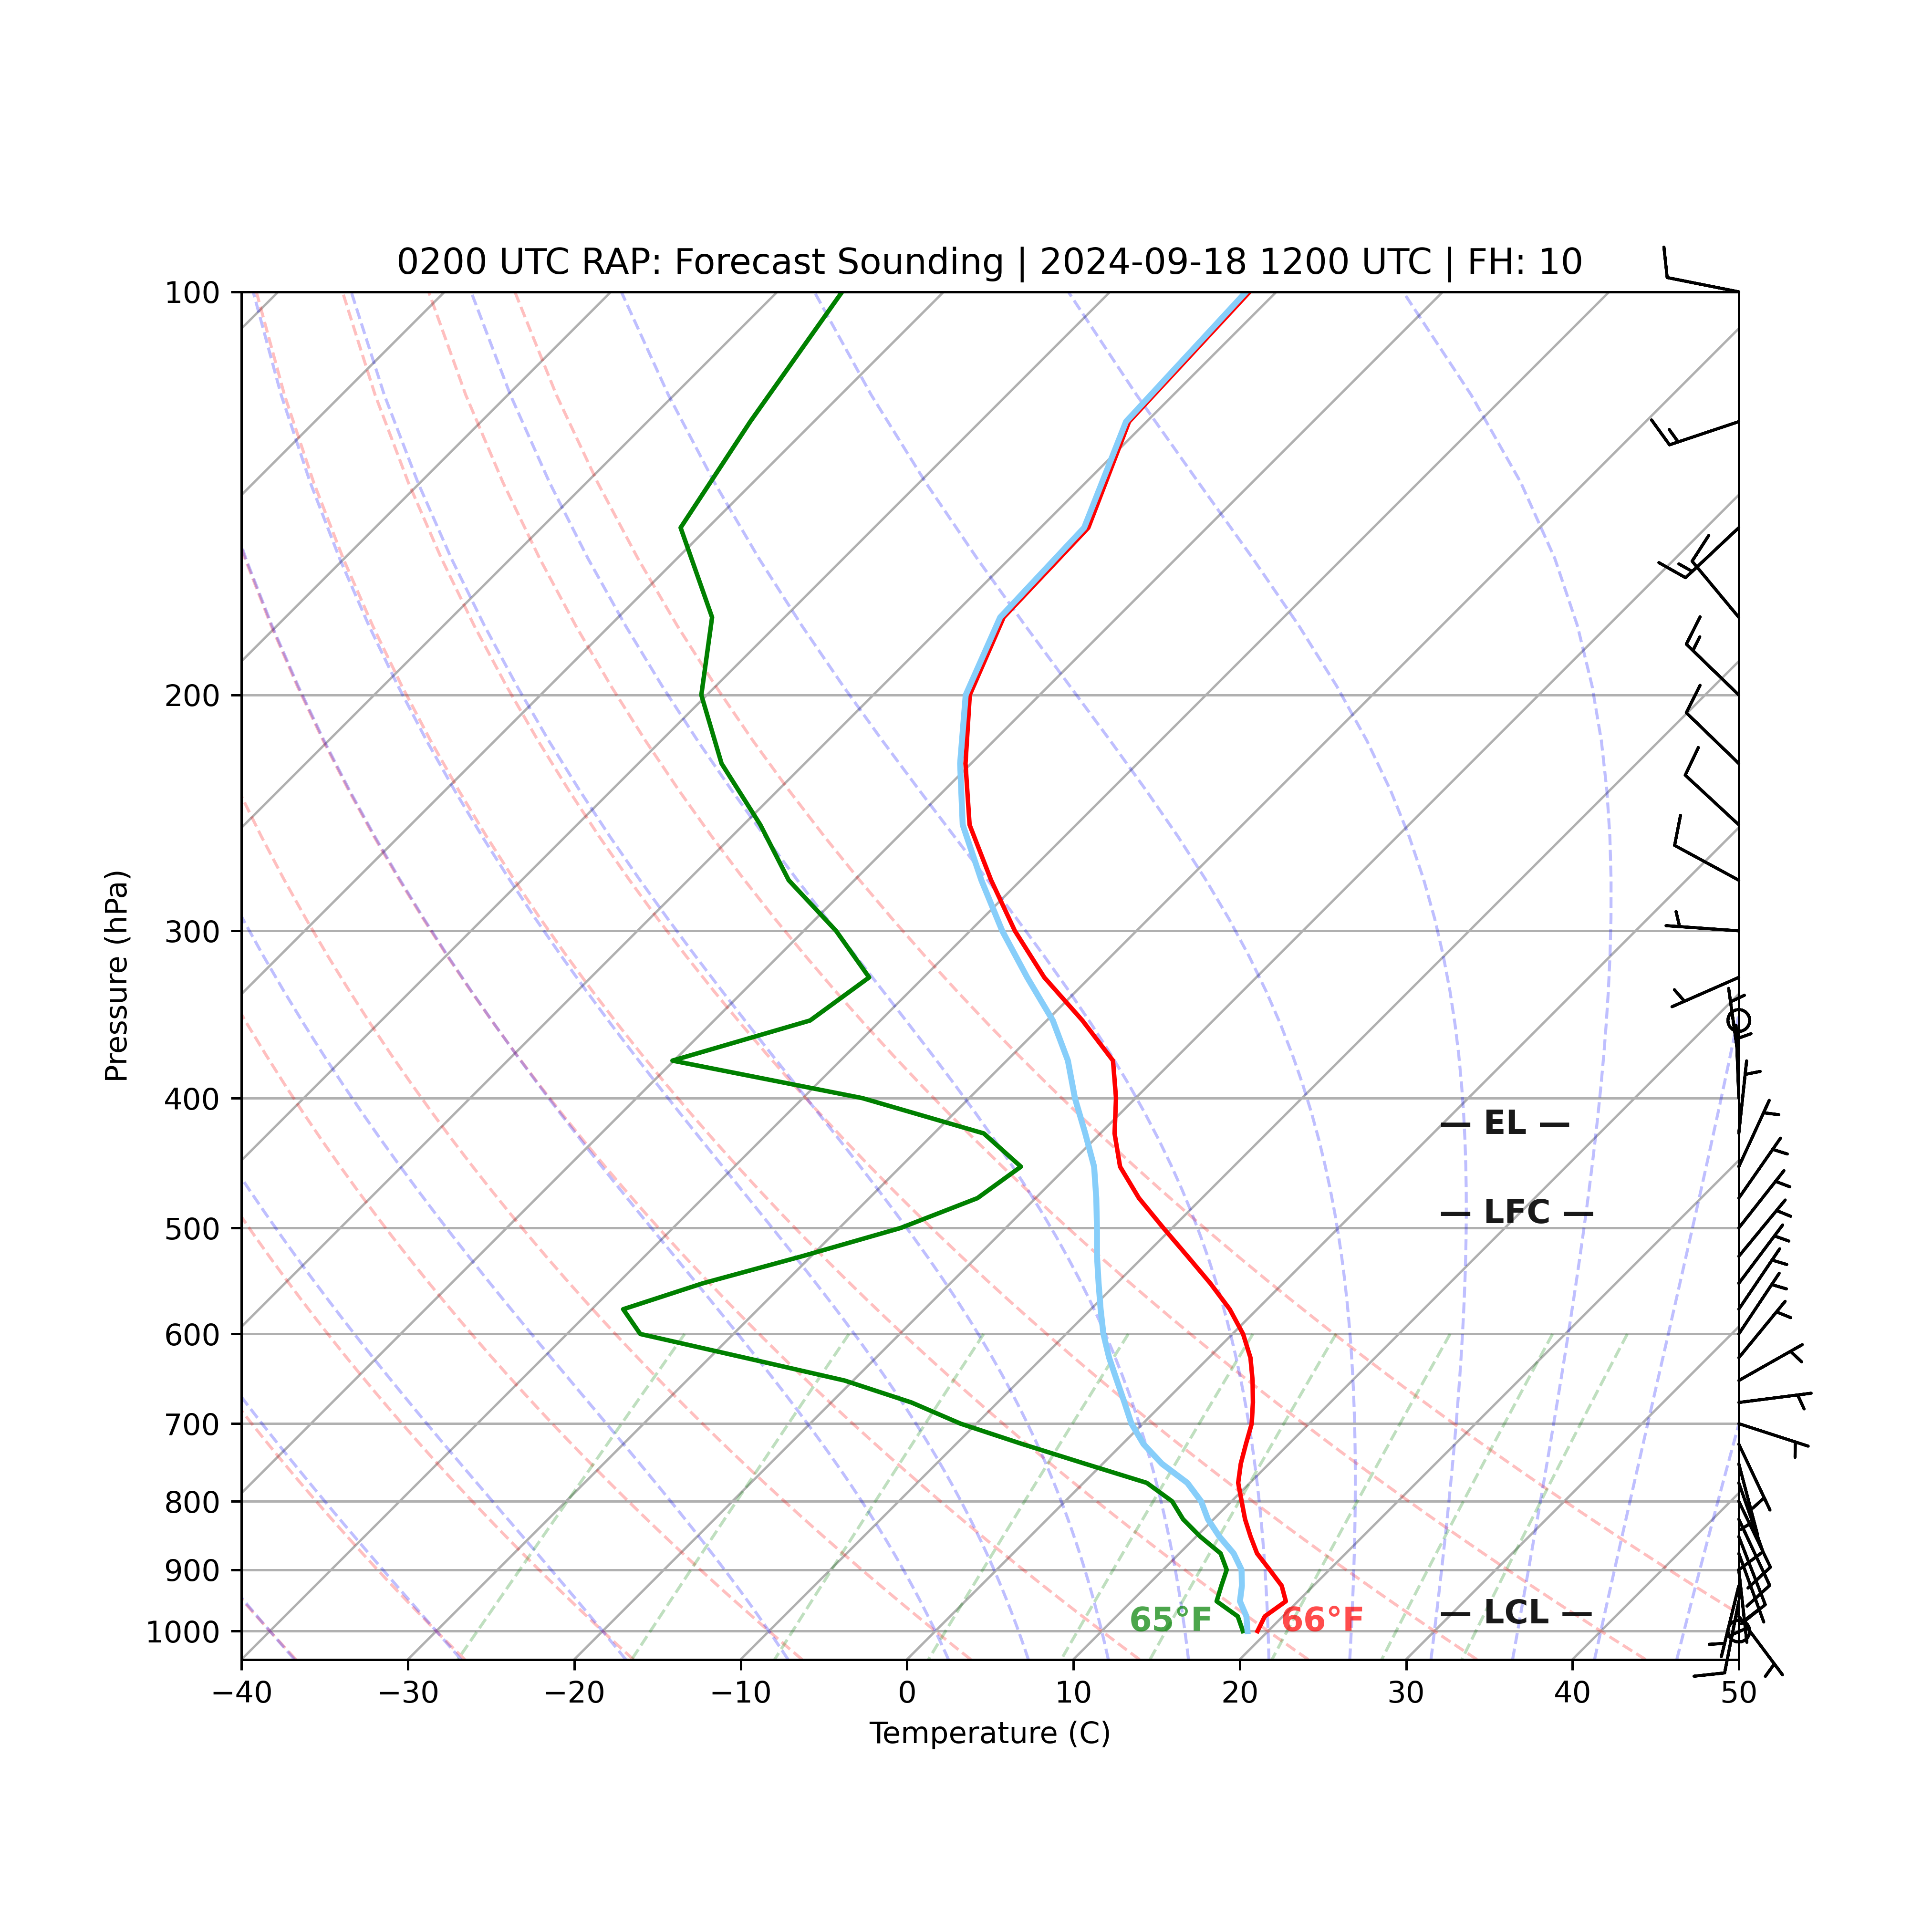 0200 UTC RAP: Forecast Sounding | 2024-09-18 1200 UTC | FH: 10
100
200
300
400
500
600
700
800
900
1000
Pressure (hPa)
— EL —
— LFC —
— LCL —
65°F
66°F
−40 −30 −20 −10 0 10 20 30 40 50
Temperature (C)